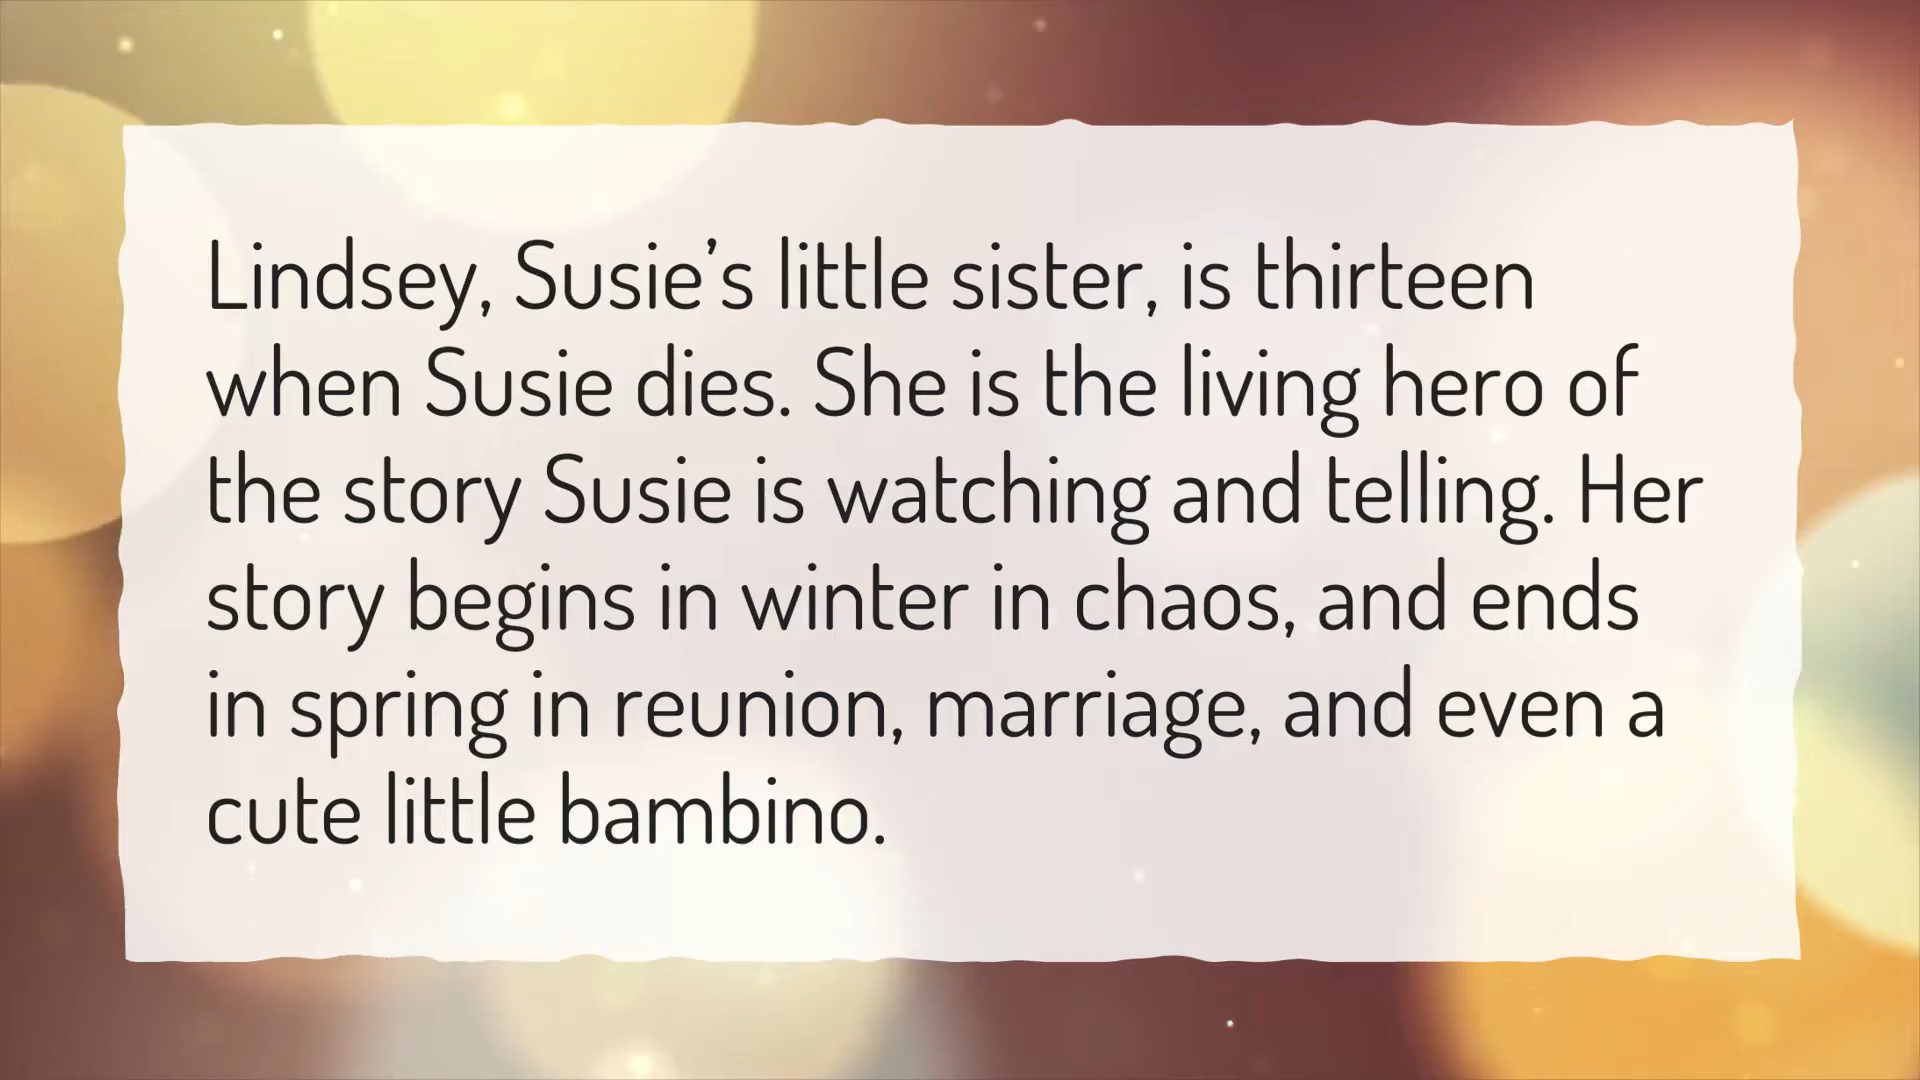 Lindsey, Susie’s little sister, is thirteen
when Susie dies. She is the living hero of
the story Susie is watching and telling. Her
story begins in winter in chaos, and ends
in spring in reunion, marriage, and even a
cute little bambino.